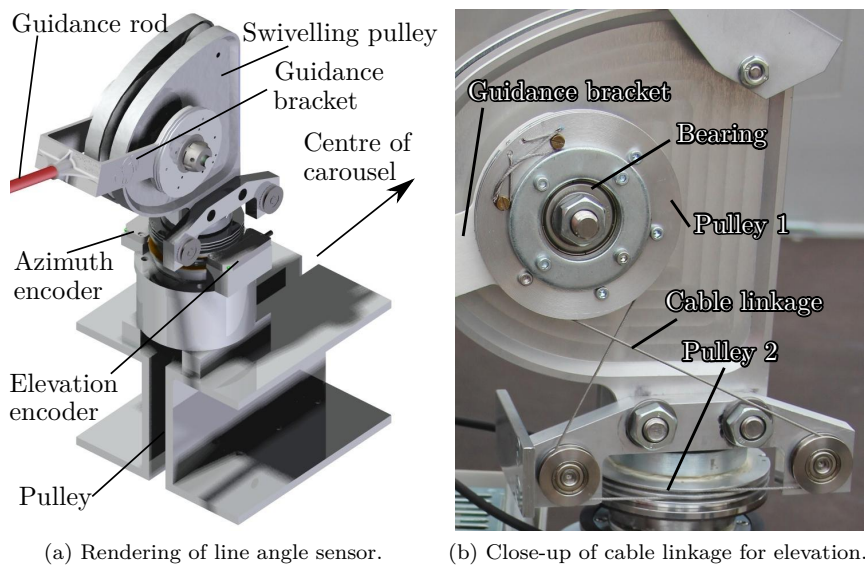 Guidance rod
Swivelling pulley
Guidance
bracket
Centre of
carousel
Azimuth
encoder
Elevation
encoder
Pulley
(a) Rendering of line angle sensor.
Guidance bracket
Bearing
Pulley 1
Cable linkage
Pulley 2
(b) Close-up of cable linkage for elevation.